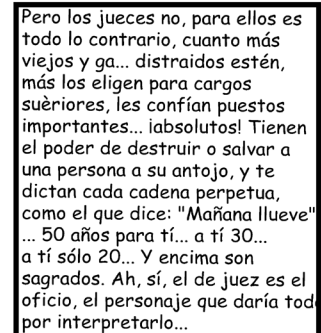 Pero los jueces no, para ellos es
todo lo contrario, cuanto más
viejos y ga... distraidos estén,
más los eligen para cargos
suèriores, les confían puestos
importantes... ¡absolutos! Tienen
el poder de destruir o salvar a
una persona a su antojo, y te
dictan cada cadena perpetua,
como el que dice: "Mañana llueve"
... 50 años para tí... a tí 30...
a tí sólo 20... Y encima son
sagrados. Ah, sí, el de juez es el
oficio, el personaje que daría tod
por interpretarlo...